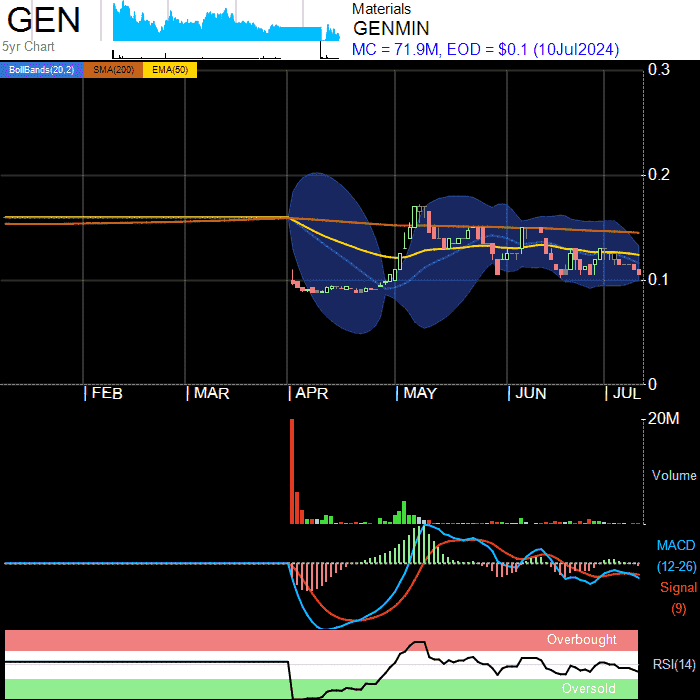 GEN
5yr Chart
Materials
GENMIN
MC = 71.9M, EOD = $0.1 (10Jul2024)
BollBands(20,2) SMA(200) EMA(50)
0.3
0.2
0.1
0
FEB MAR APR MAY JUN JUL
20M
Volume
MACD
(12-26)
Signal
(9)
Overbought
RSI(14)
Oversold